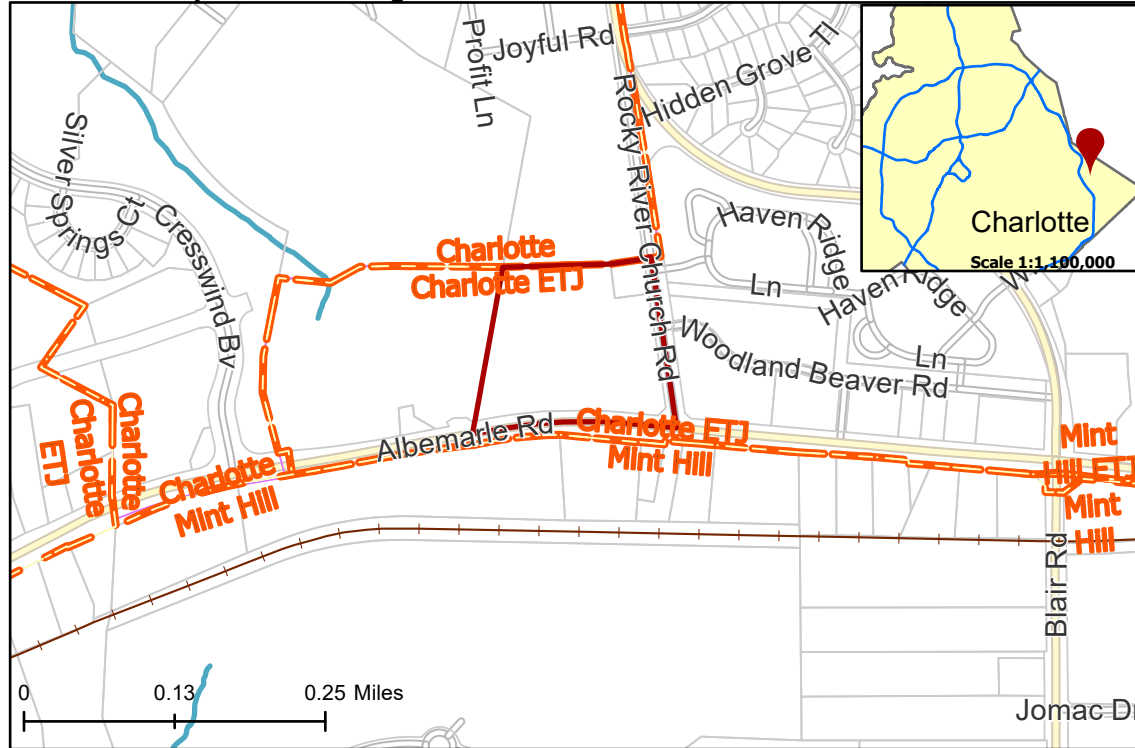 Profit Ln
Joyful Rd
Hidden Grove Tl
Rocky River Church Rd
Silver Springs Ct
Cresswind Bv
Charlotte
Charlotte ETJ
Haven Ridge
Ln
Haven Ridge
Ln
Woodland Beaver Rd
Albemarle Rd
Charlotte ETJ
Mint Hill
Charlotte
ETJ
Charlotte
Charlotte
Mint Hill
Mint
Hill ETJ
Mint
Hill
Blair Rd
Jomac Dr
0
0.13
0.25 Miles
Charlotte
Scale 1:1,100,000